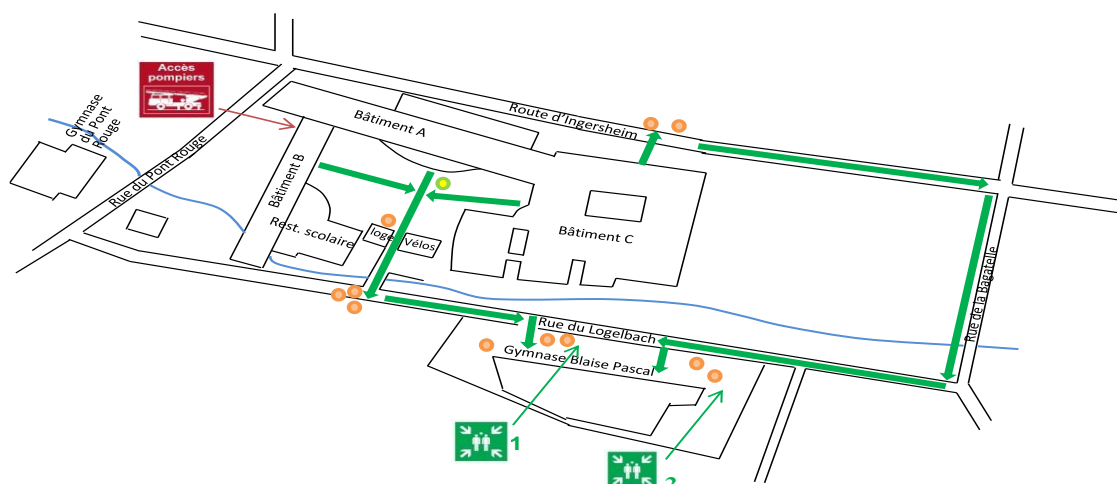 Accès
pompiers
Gymnase
du Pont
Rouge
Rue du Pont Rouge
Bâtiment A
Route d'Ingersheim
Bâtiment B
Rest. scolaire
loge
Vélos
Bâtiment C
Rue de la Bagatelle
Rue du Logelbach
Gymnase Blaise Pascal
1
2